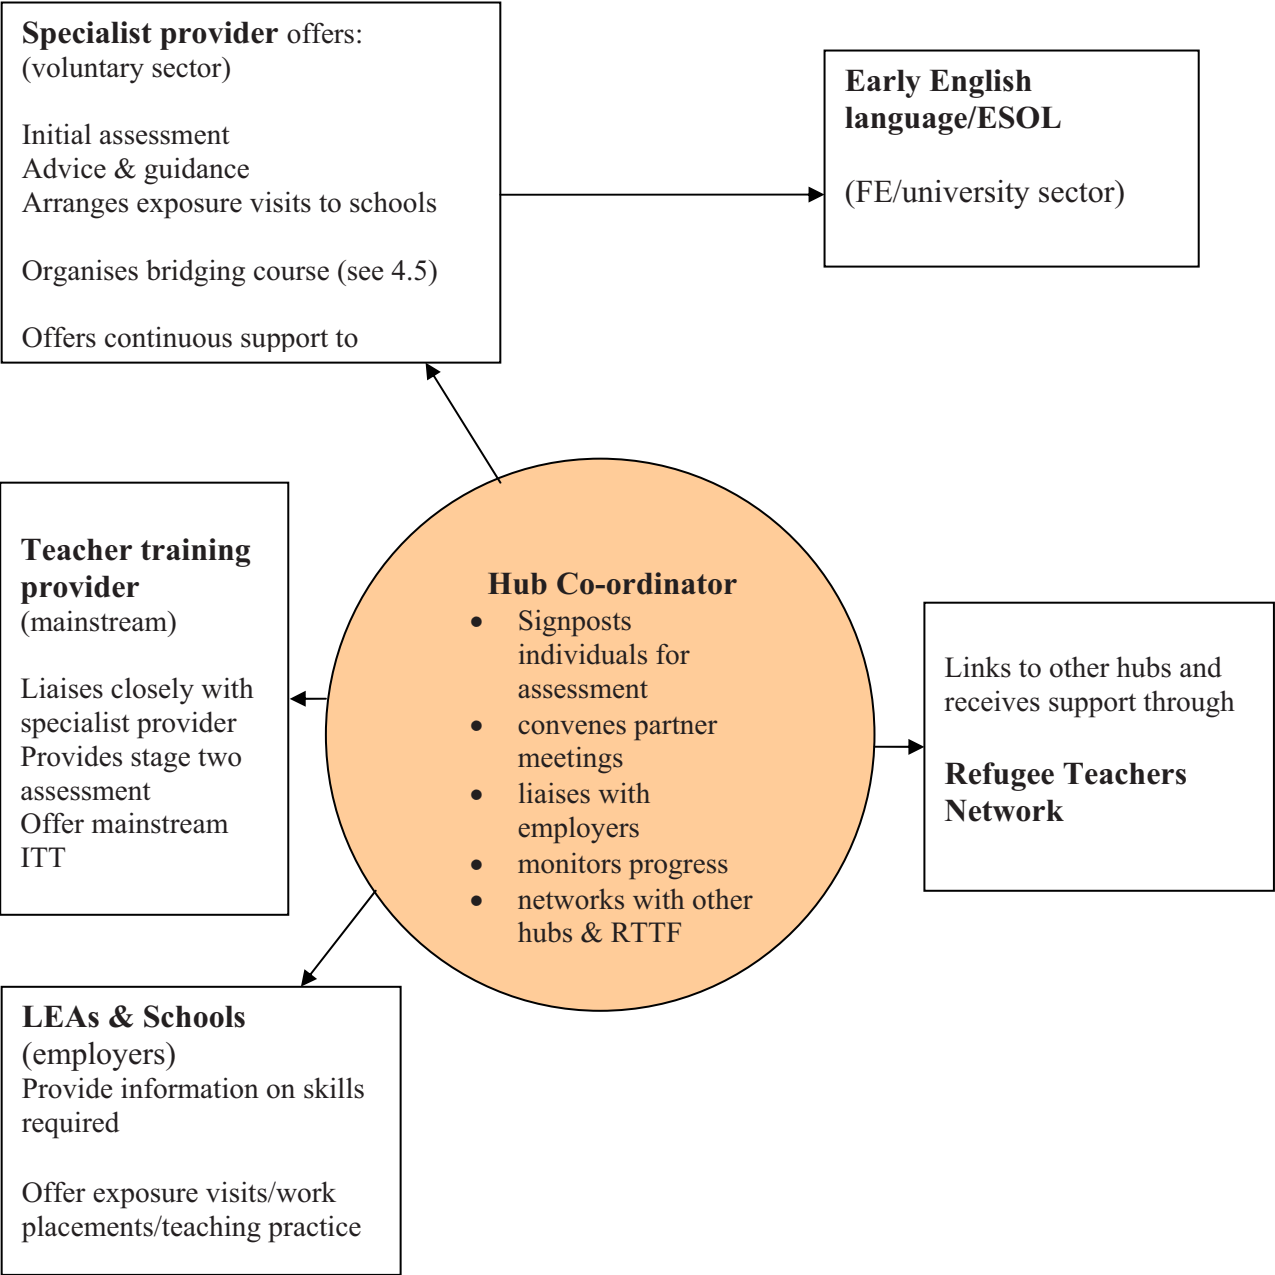 Specialist provider offers:
(voluntary sector)
Initial assessment
Advice & guidance
Arranges exposure visits to schools
Organises bridging course (see 4.5)
Offers continuous support to
Early English
language/ESOL
(FE/university sector)
Teacher training
provider
(mainstream)
Liaises closely with
specialist provider
Provides stage two
assessment
Offer mainstream
ITT
Hub Co-ordinator
• Signposts
individuals for
assessment
• convenes partner
meetings
• liaises with
employers
• monitors progress
• networks with other
hubs & RTTF
Links to other hubs and
receives support through
Refugee Teachers
Network
LEAs & Schools
(employers)
Provide information on skills
required
Offer exposure visits/work
placements/teaching practice